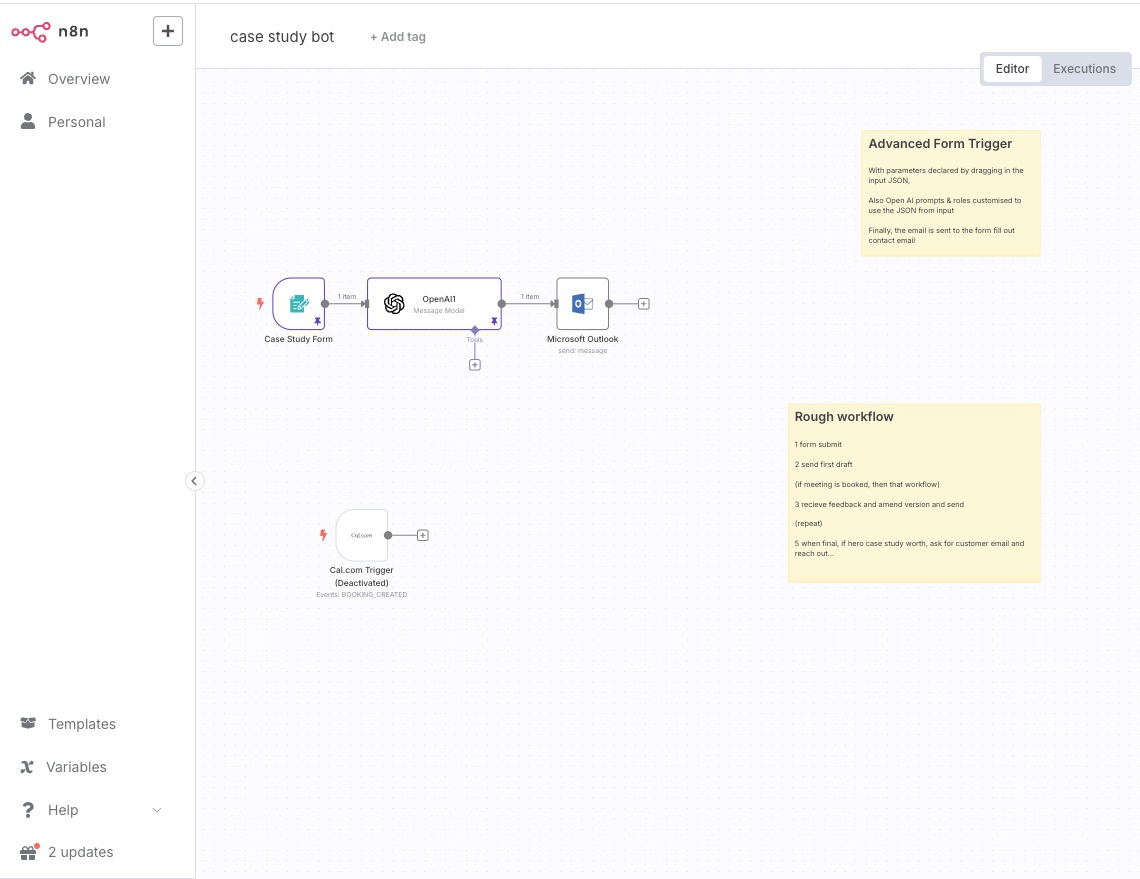 n8n
case study bot
+ Add tag
Editor
Executions
Overview
Personal
Advanced Form Trigger
With parameters declared by dragging in the
input JSON,
Also Open AI prompts & roles customised to
use the JSON from input
Finally, the email is sent to the form fill out
contact email
1 item
OpenAI1
Message Model
1 item
Case Study Form
Tools
Microsoft Outlook
send: message
Rough workflow
1 form submit
2 send first draft
(if meeting is booked, then that workflow)
3 recieve feedback and amend version and send
(repeat)
5 when final, if hero case study worth, ask for customer email and
reach out...
Cal.com
Cal.com Trigger
(Deactivated)
Events: BOOKING_CREATED
Templates
Variables
Help
2 updates